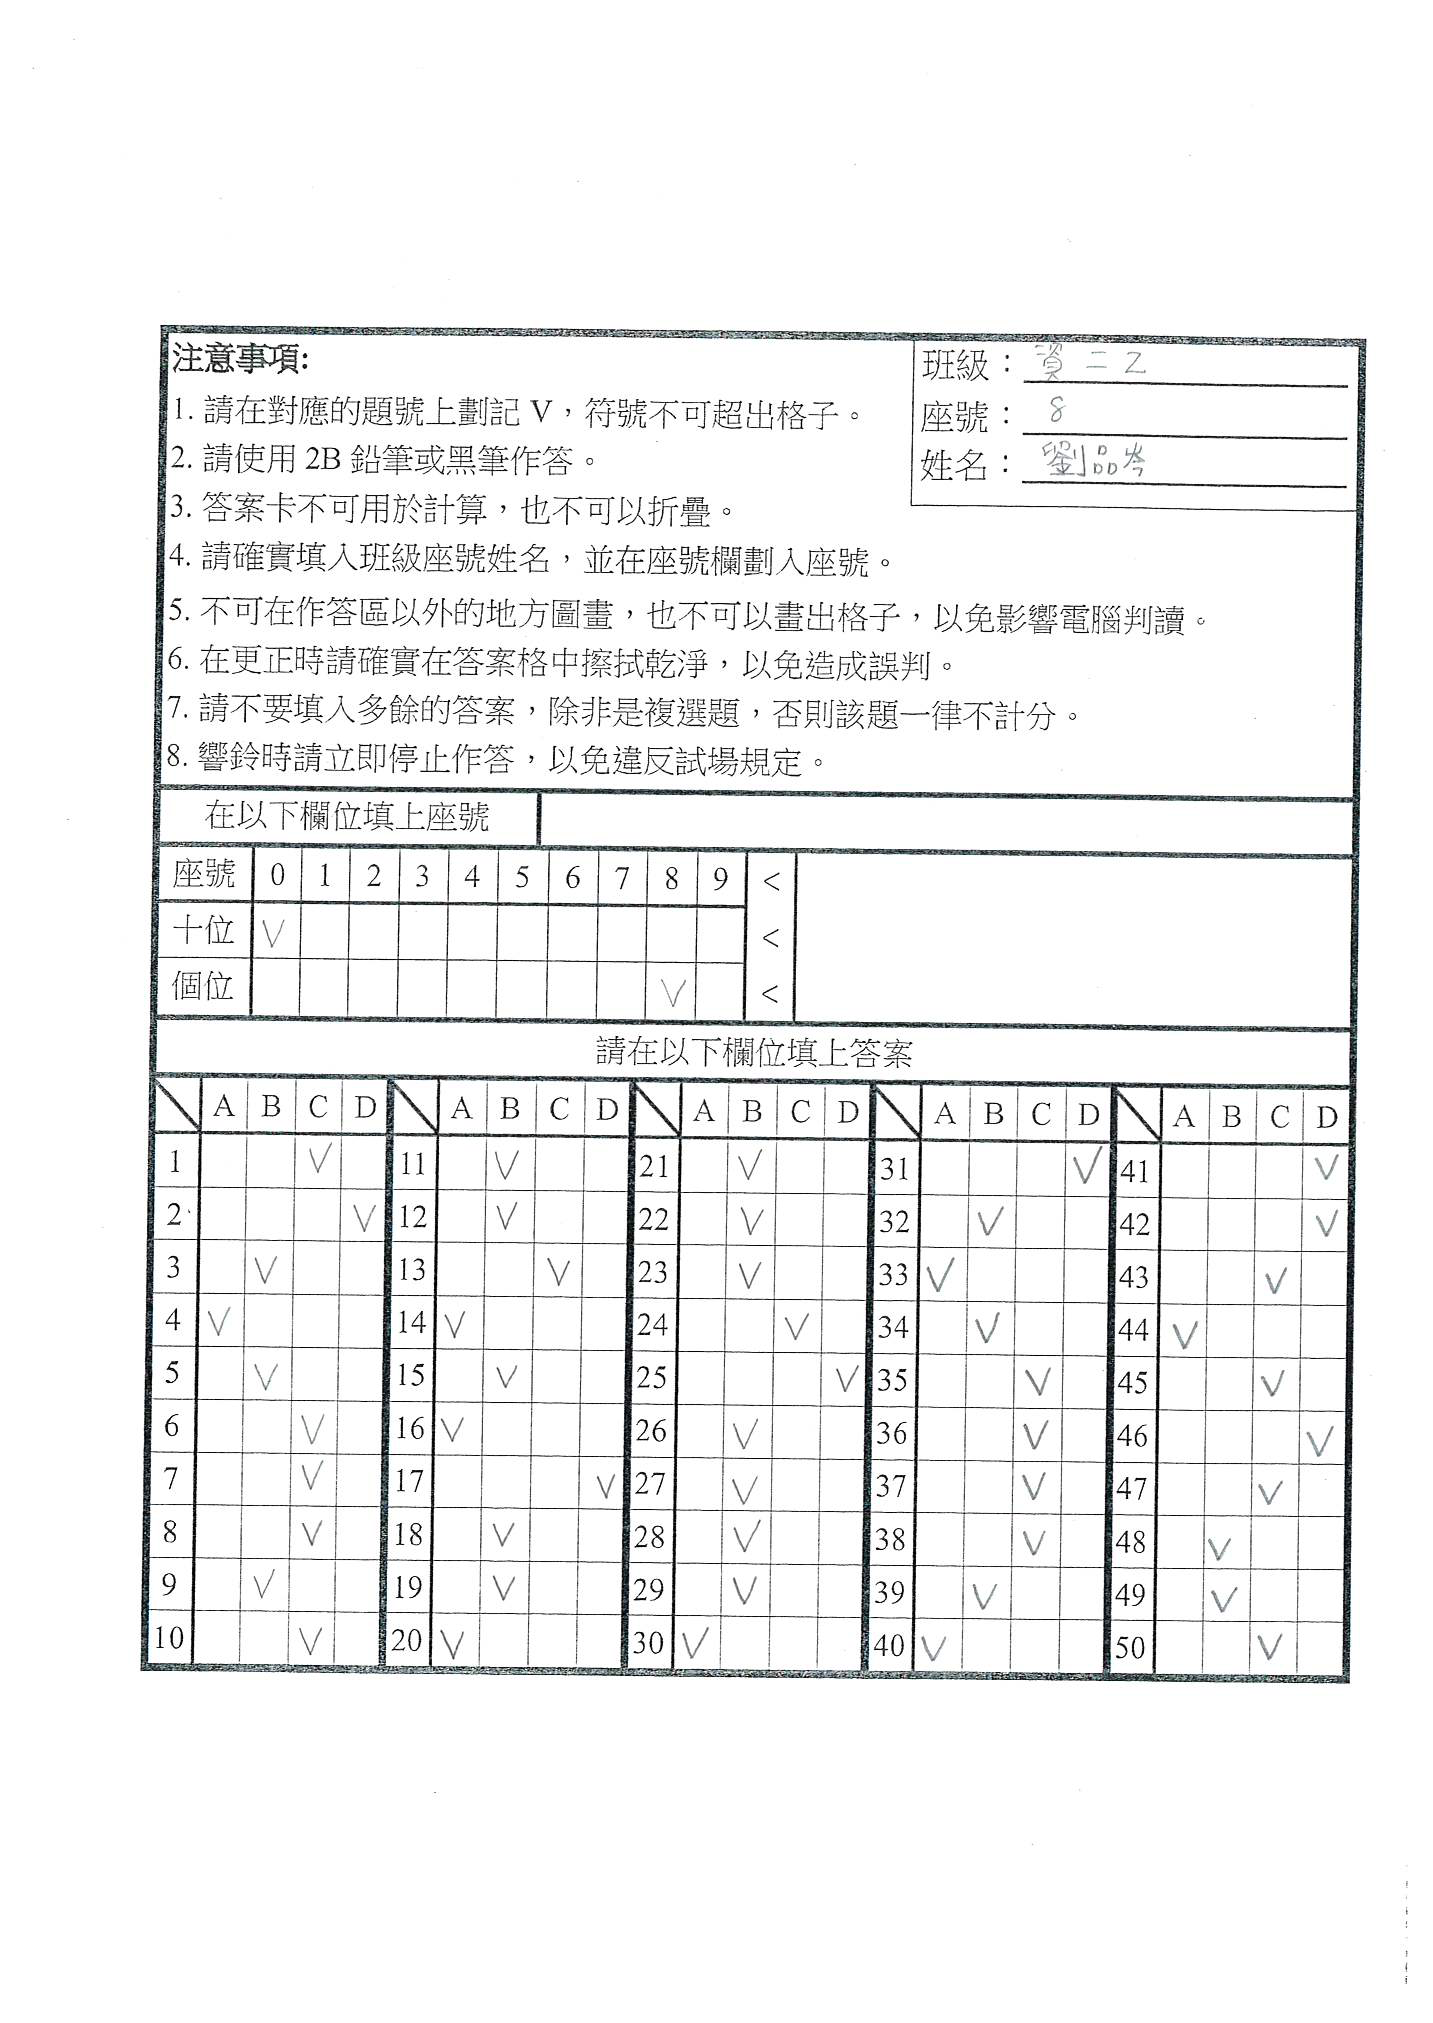 注意事項:
班級：資二乙
1. 請在對應的題號上劃記 V，符號不可超出格子。
座號：8
2. 請使用 2B 鉛筆或黑筆作答。
姓名：劉品岑
3. 答案卡不可用於計算，也不可以折疊。
4. 請確實填入班級座號姓名，並在座號欄劃入座號。
5. 不可在作答區以外的地方圖畫，也不可以畫出格子，以免影響電腦判讀。
6. 在更正時請確實在答案格中擦拭乾淨，以免造成誤判。
7. 請不要填入多餘的答案，除非是複選題，否則該題一律不計分。
8. 響鈴時請立即停止作答，以免違反試場規定。
在以下欄位填上座號
座號 0 1 2 3 4 5 6 7 8 9 <
十位 V <
個位 V <
請在以下欄位填上答案
A B C D A B C D A B C D A B C D A B C D
1 V 11 V 21 V 31 V 41 V
2 V 12 V 22 V 32 V 42 V
3 V 13 V 23 V 33 V 43 V
4 V 14 V 24 V 34 V 44 V
5 V 15 V 25 V 35 V 45 V
6 V 16 V 26 V 36 V 46 V
7 V 17 V 27 V 37 V 47 V
8 V 18 V 28 V 38 V 48 V
9 V 19 V 29 V 39 V 49 V
10 V 20 V 30 V 40 V 50 V